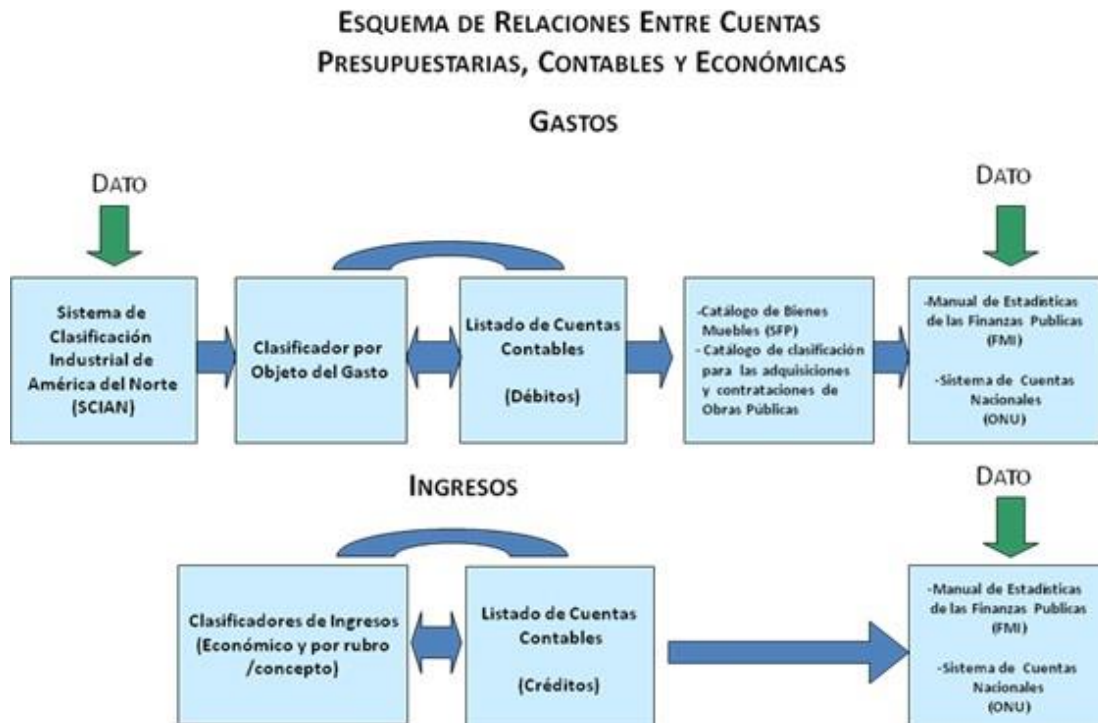 ESQUEMA DE RELACIONES ENTRE CUENTAS
PRESUPUESTARIAS, CONTABLES Y ECONÓMICAS
GASTOS
DATO
DATO
Sistema de
Clasificación
Industrial de
América del Norte
(SCIAN)
Clasificador por
Objeto del Gasto
Listado de Cuentas
Contables
(Débitos)
-Catálogo de Bienes
Muebles (SFP)
- Catálogo de clasificación
para las adquisiciones
y contrataciones de
Obras Públicas
-Manual de Estadísticas
de las Finanzas Publicas
(FMI)
-Sistema de Cuentas
Nacionales
(ONU)
INGRESOS
DATO
Clasificadores de Ingresos
(Económico y por rubro
/concepto)
Listado de Cuentas
Contables
(Créditos)
-Manual de Estadísticas
de las Finanzas Publicas
(FMI)
-Sistema de Cuentas
Nacionales
(ONU)